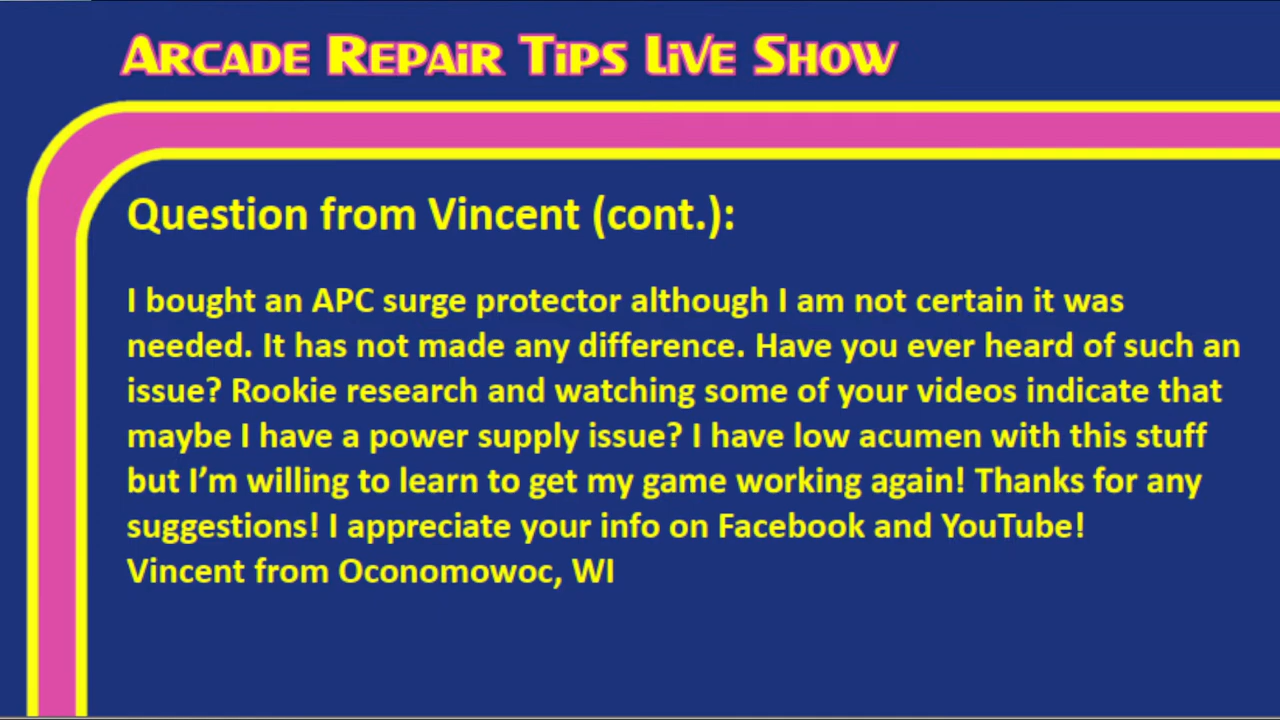 Arcade Repair Tips Live Show
Question from Vincent (cont.):
I bought an APC surge protector although I am not certain it was
needed. It has not made any difference. Have you ever heard of such an
issue? Rookie research and watching some of your videos indicate that
maybe I have a power supply issue? I have low acumen with this stuff
but I’m willing to learn to get my game working again! Thanks for any
suggestions! I appreciate your info on Facebook and YouTube!
Vincent from Oconomowoc, WI